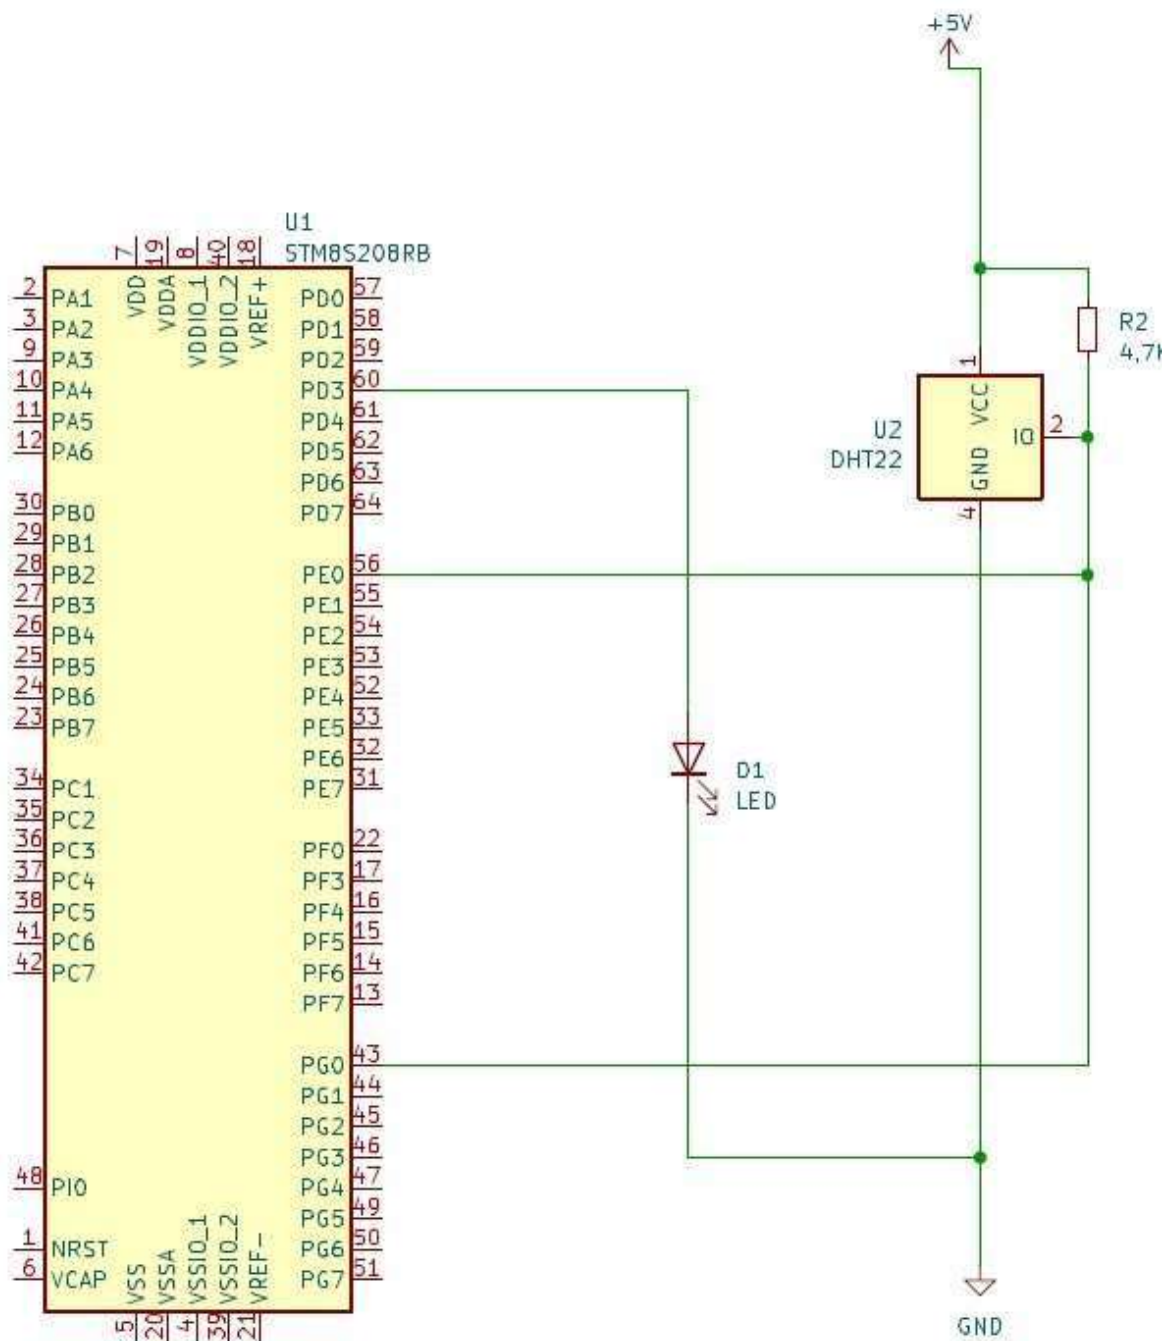 +5V
U1
STM8S208RB
7 19 8 40 18
VDD VDDA VDDIO_1 VDDIO_2 VREF+
2 PA1 PD0 57
3 PA2 PD1 58
9 PA3 PD2 59
10 PA4 PD3 60
11 PA5 PD4 61
12 PA6 PD5 62
PD6 63
30 PB0 PD7 64
29 PB1
28 PB2 PE0 56
27 PB3 PE1 55
26 PB4 PE2 54
25 PB5 PE3 53
24 PB6 PE4 52
23 PB7 PE5 33
PE6 32
34 PC1 PE7 31
35 PC2
36 PC3 PF0 22
37 PC4 PF3 17
38 PC5 PF4 16
41 PC6 PF5 15
42 PC7 PF6 14
PF7 13
PG0 43
PG1 44
PG2 45
PG3 46
48 PI0 PG4 47
PG5 49
1 NRST PG6 50
6 VCAP PG7 51
VSS VSSA VSSIO_1 VSSIO_2 VREF-
5 20 4 39 21
R2
4,7K
1
VCC
U2
DHT22
IO 2
GND
4
D1
LED
GND